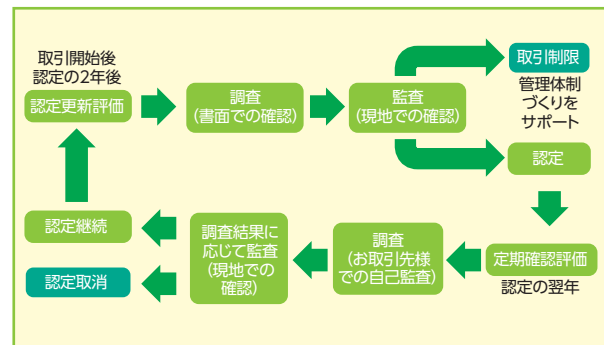 取引開始後
認定の2年後
認定更新評価
調査
（書面での確認）
監査
（現地での確認）
取引制限
管理体制
づくりを
サポート
認定
定期確認評価
認定の翌年
調査
（お取引先様
での自己監査）
調査結果に
応じて監査
（現地での
確認）
認定継続
認定取消